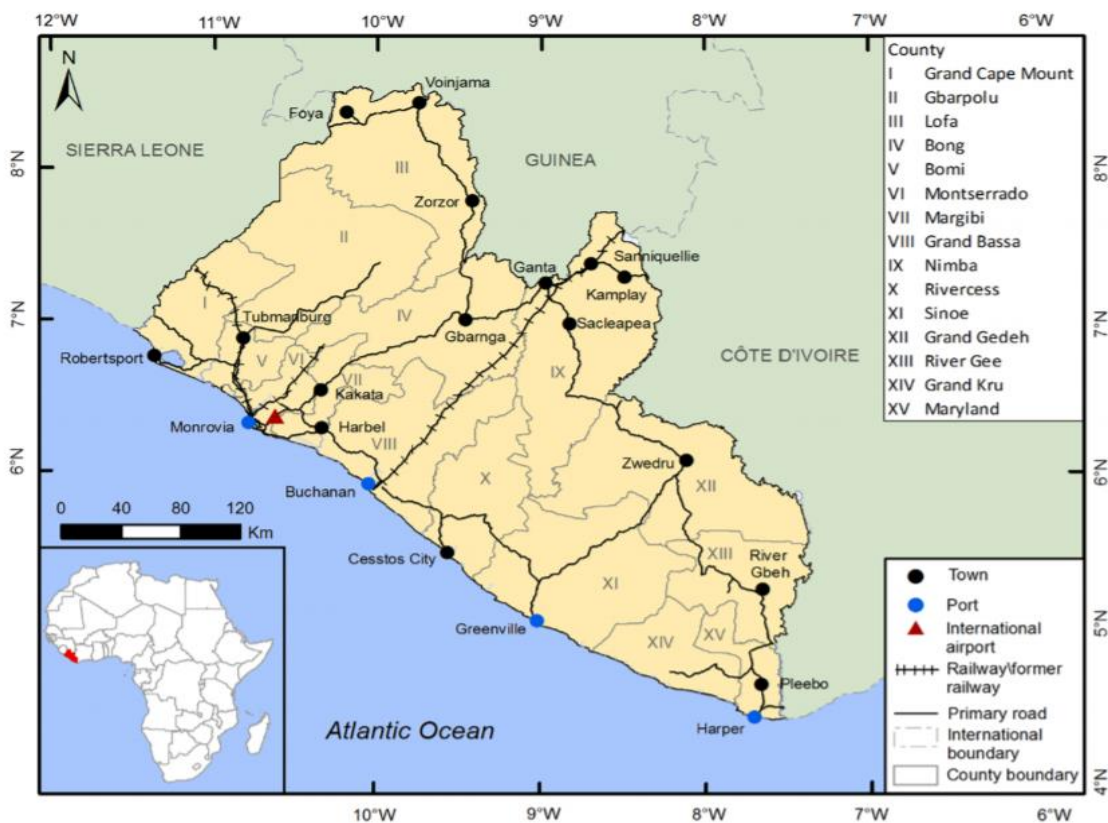 12°W 11°W 10°W 9°W 8°W 7°W 6°W
N
County
I Grand Cape Mount
II Gbarpolu
III Lofa
IV Bong
V Bomi
VI Montserrado
VII Margibi
VIII Grand Bassa
IX Nimba
X Rivercess
XI Sinoe
XII Grand Gedeh
XIII River Gee
XIV Grand Kru
XV Maryland
Voinjama
Foya
SIERRA LEONE
GUINEA
8°N
8°N
III
Zorzor
II
Sanniquellie
Ganta
Kamplay
I
IV
7°N
7°N
Tubmanburg
Gbarnga
Sacleapea
Robertsport
V
VI
CÔTE D'IVOIRE
VII
IX
Kakata
Monrovia
Harbel
VIII
6°N
6°N
Zwedru
X
XII
Buchanan
0 40 80 120
Km
Cesstos City
XIII
River
Gbeh
XI
Greenville
5°N
XIV
XV
Pleebo
Harper
Atlantic Ocean
Town
Port
International
airport
Railway\former
railway
Primary road
International
boundary
County boundary
4°N
10°W 9°W 8°W 7°W 6°W